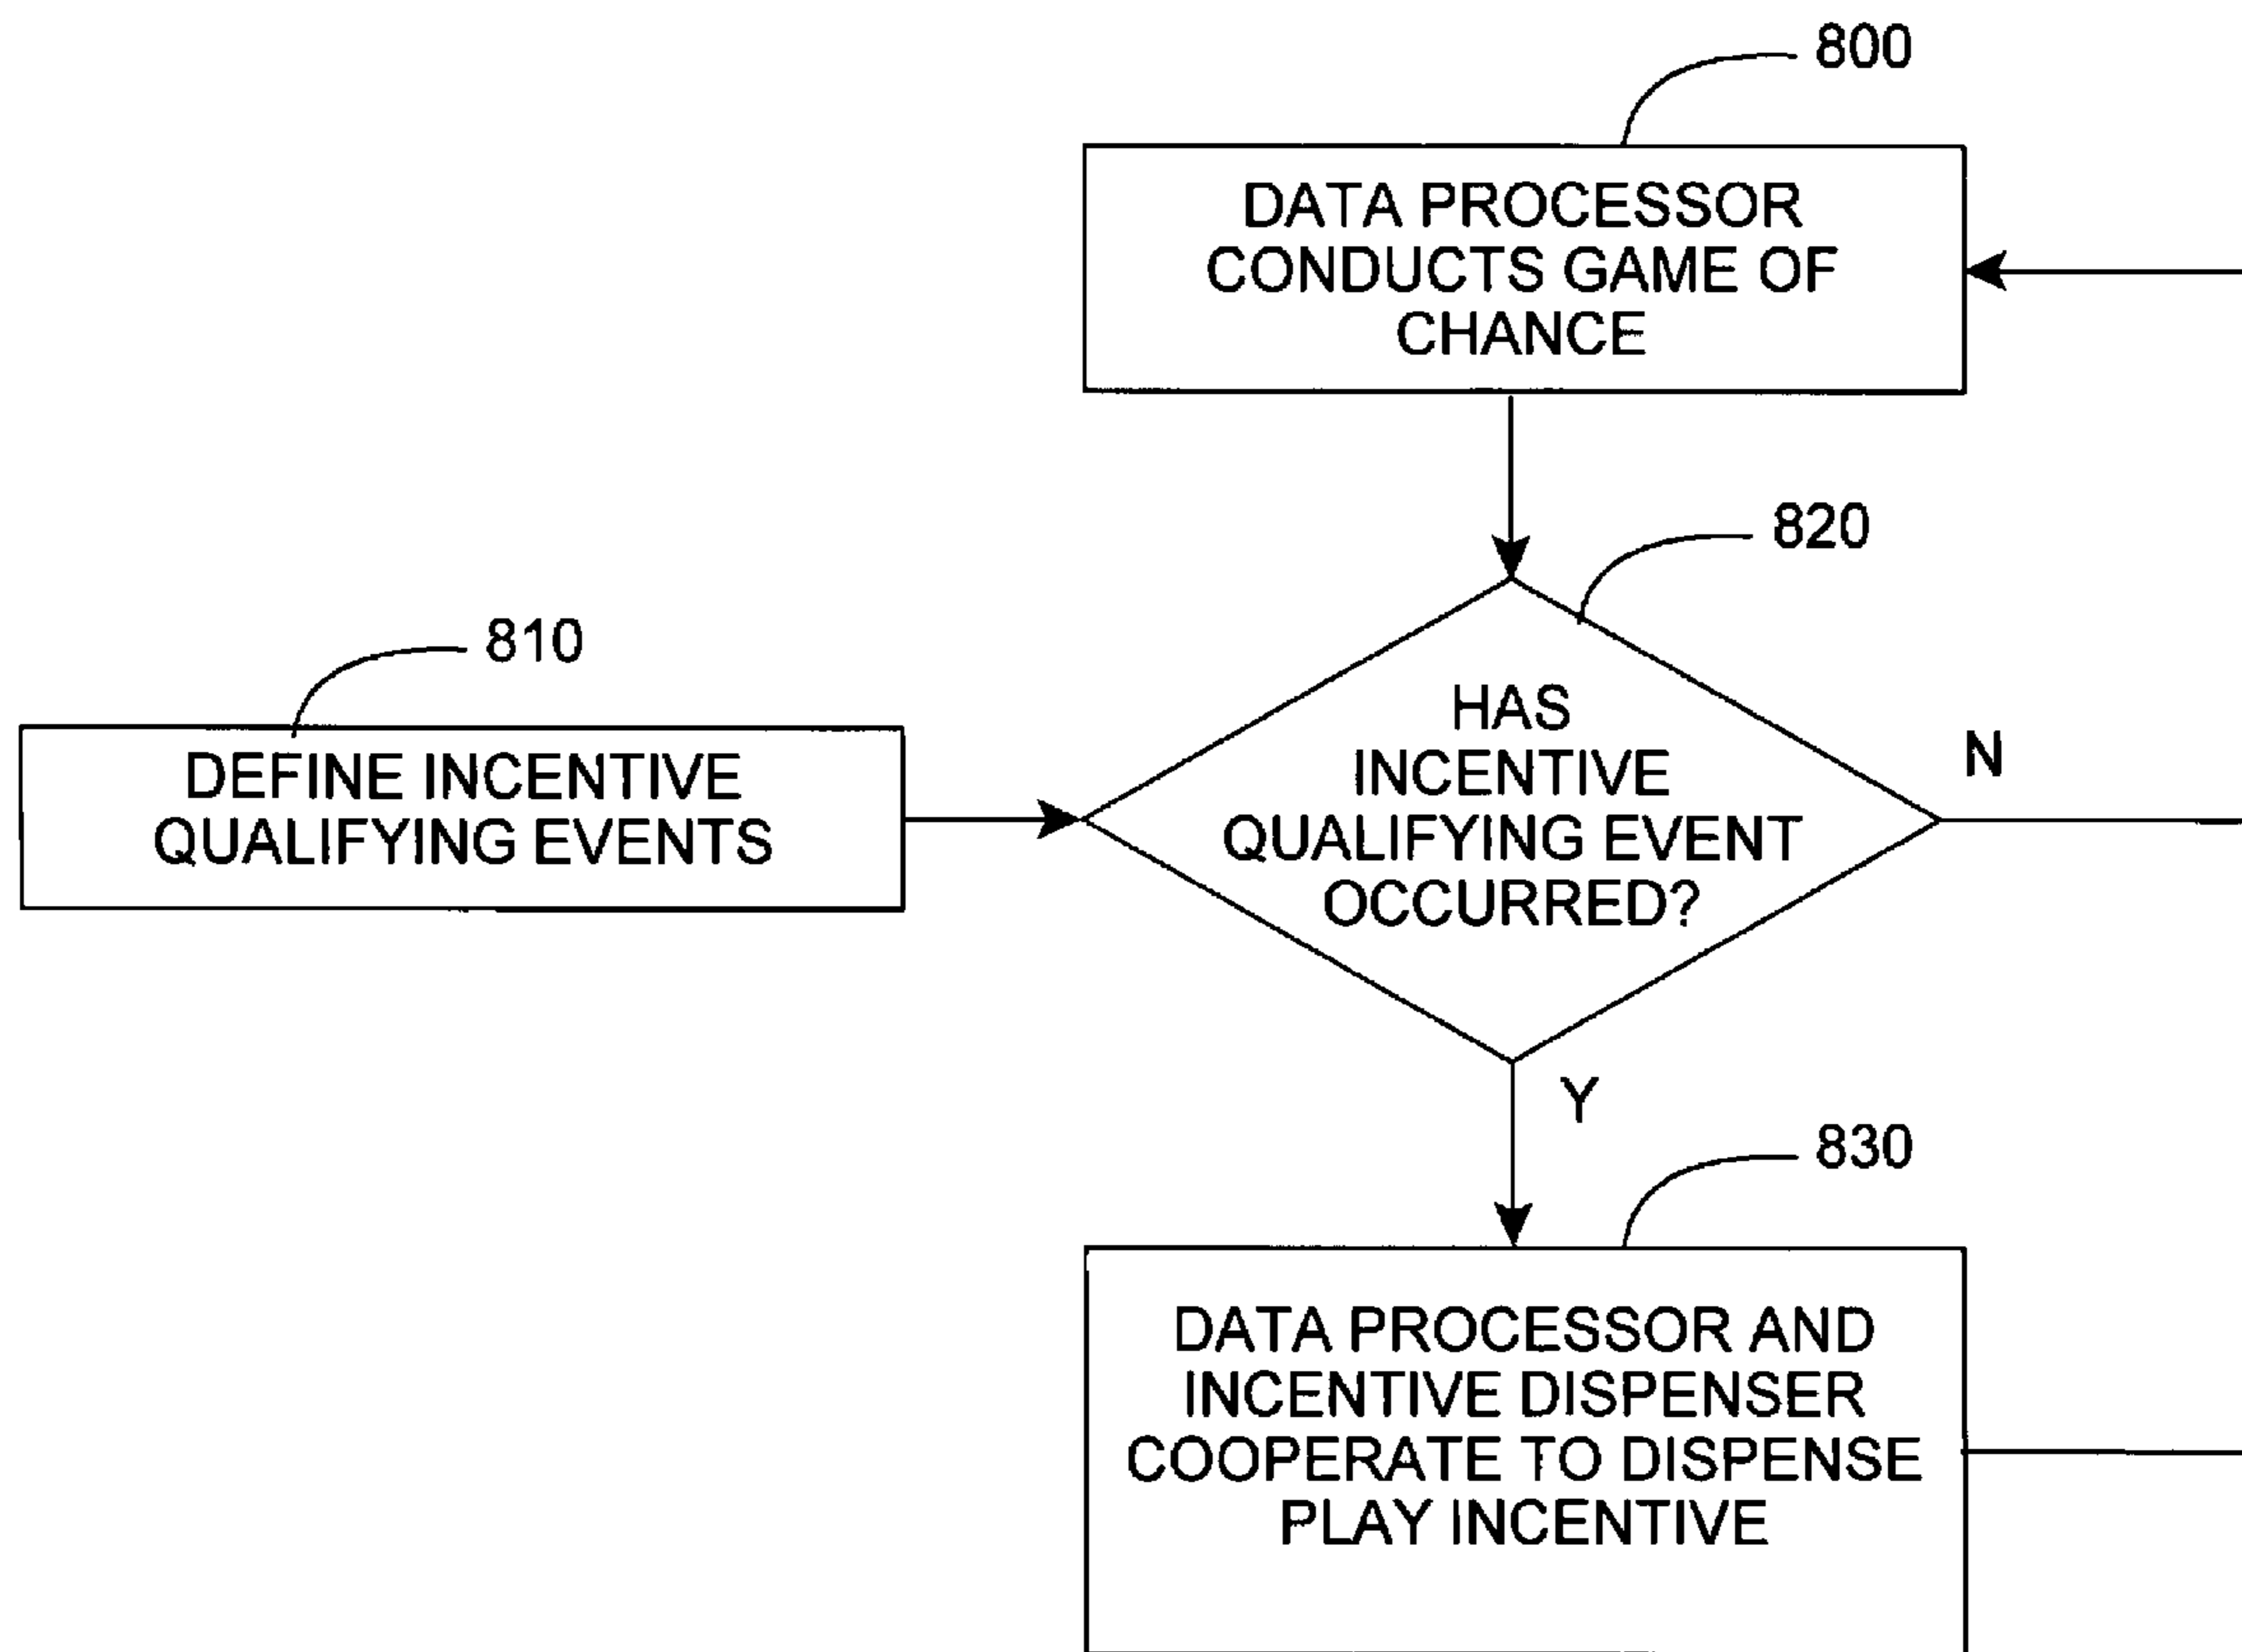 800
DATA PROCESSOR
CONDUCTS GAME OF
CHANCE
820
810
HAS
INCENTIVE
QUALIFYING EVENT
OCCURRED?
N
DEFINE INCENTIVE
QUALIFYING EVENTS
Y
830
DATA PROCESSOR AND
INCENTIVE DISPENSER
COOPERATE TO DISPENSE
PLAY INCENTIVE